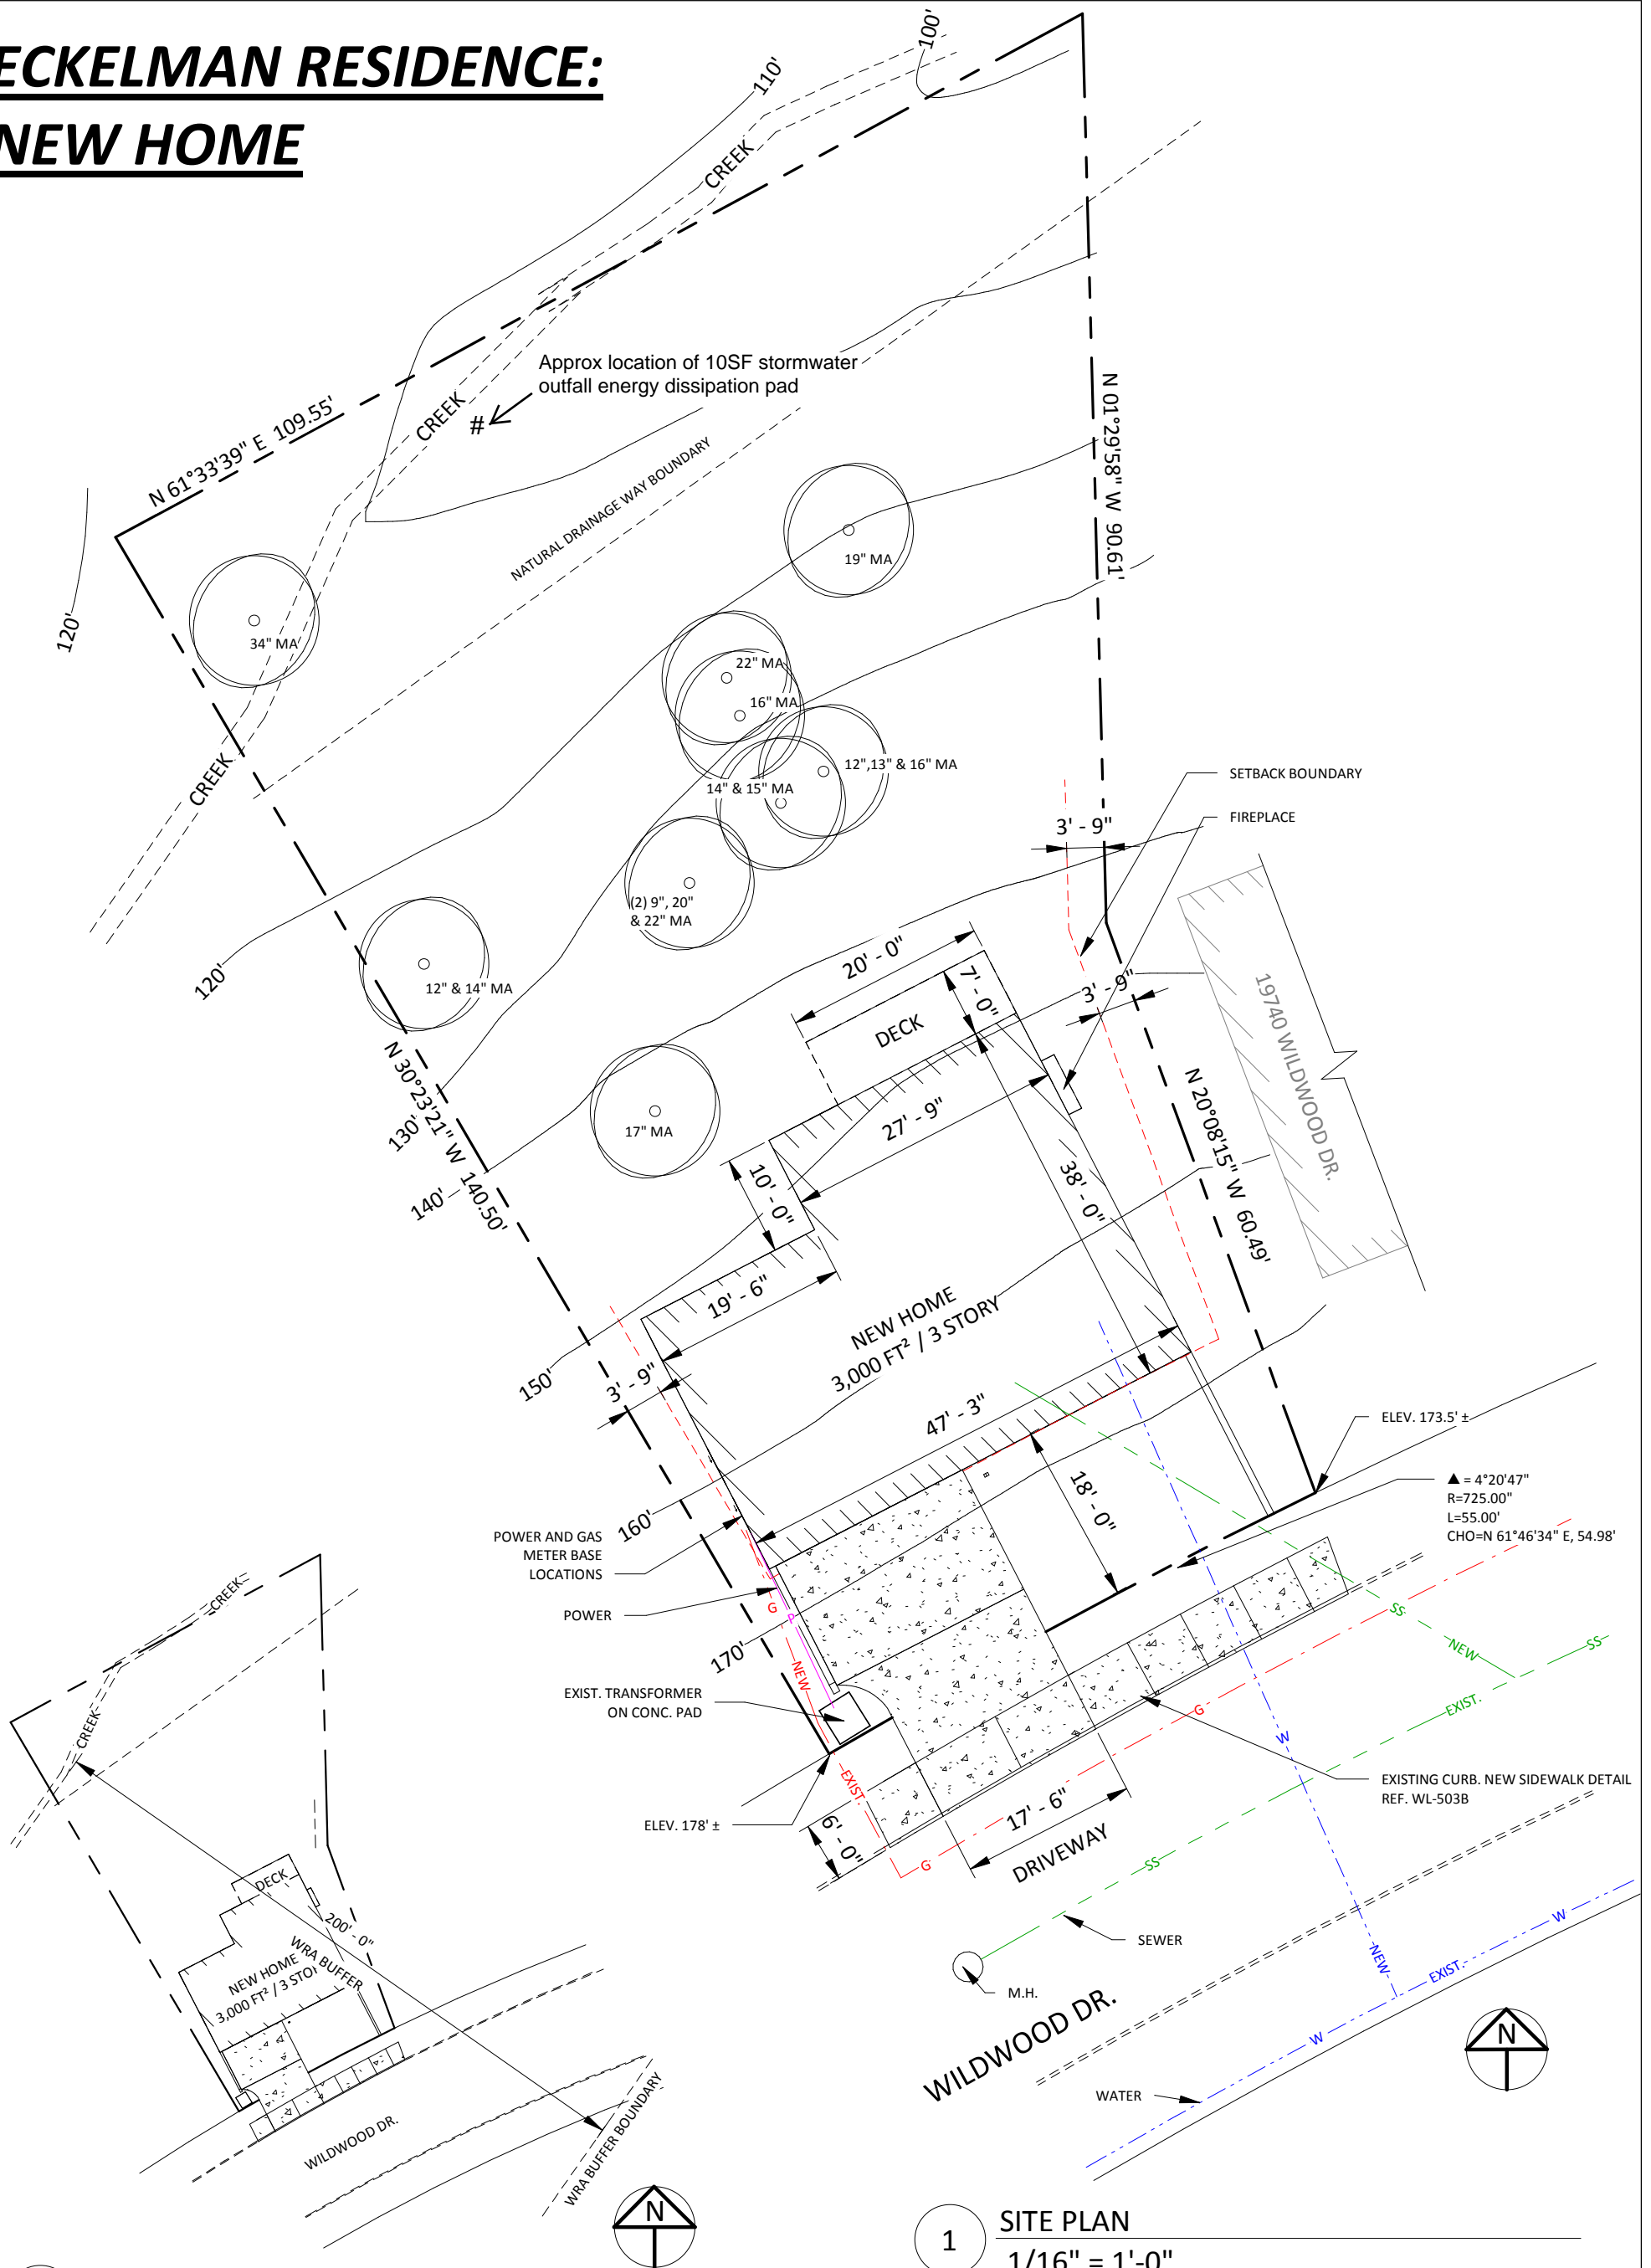 ECKELMAN RESIDENCE:
NEW HOME
100'
110'
CREEK
Approx location of 10SF stormwater
outfall energy dissipation pad
#
CREEK
N 61°33'39" E 109.55'
N 01°29'58" W 90.61'
NATURAL DRAINAGE WAY BOUNDARY
19" MA
120'
34" MA
22" MA
16" MA
CREEK
12",13" & 16" MA
14" & 15" MA
SETBACK BOUNDARY
FIREPLACE
3' - 9"
(2) 9", 20"
& 22" MA
120'
12" & 14" MA
20' - 0"
7' - 0"
DECK
3' - 9"
19740 WILDWOOD DR.
N 30°23'21" W 140.50'
130'
140'
17" MA
27' - 9"
N 20°08'15" W 60.49'
10' - 0"
38' - 0"
19' - 6"
NEW HOME
3,000 FT² / 3 STORY
150'
3' - 9"
47' - 3"
ELEV. 173.5' ±
18' - 0"
▲ = 4°20'47"
R=725.00"
L=55.00'
CHO=N 61°46'34" E, 54.98'
160'
POWER AND GAS
METER BASE
LOCATIONS
POWER
G
P
NEW
170'
EXIST. TRANSFORMER
ON CONC. PAD
SS
NEW
SS
EXIST.
G
W
EXIST.
EXISTING CURB. NEW SIDEWALK DETAIL
REF. WL-503B
ELEV. 178' ±
6' - 0"
17' - 6"
DRIVEWAY
G
SS
SEWER
M.H.
WILDWOOD DR.
NEW
EXIST.
W
W
WATER
N
CREEK
CREEK
DECK
200' - 0"
WRA BUFFER
NEW HOME
3,000 FT² / 3 STO
WILDWOOD DR.
WRA BUFFER BOUNDARY
N
1
SITE PLAN
1/16" = 1'-0"